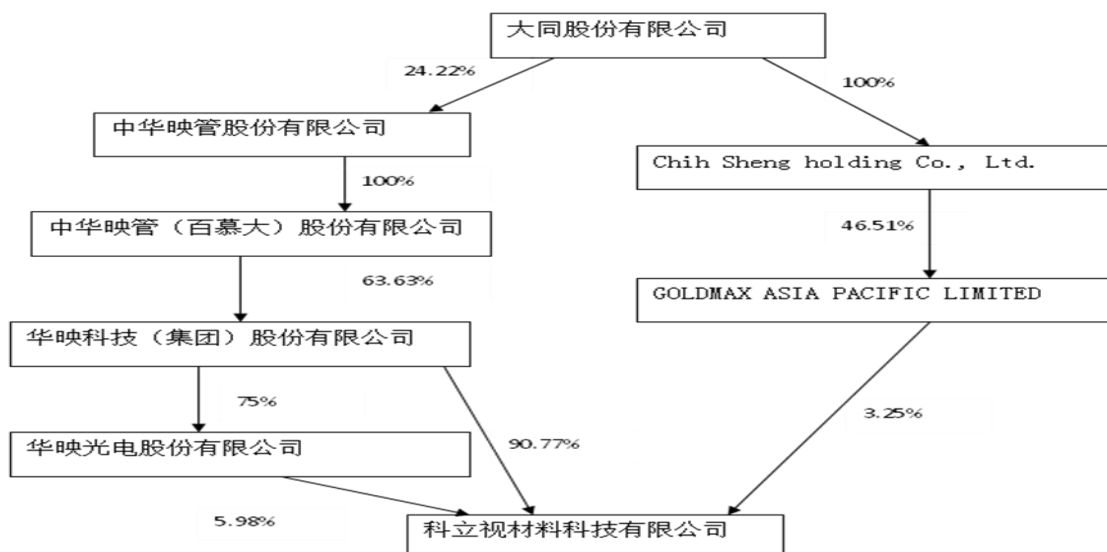 大同股份有限公司
24.22%
100%
中华映管股份有限公司
Chih Sheng holding Co., Ltd.
100%
中华映管（百慕大）股份有限公司
46.51%
63.63%
GOLDMAX ASIA PACIFIC LIMITED
华映科技（集团）股份有限公司
75%
3.25%
华映光电股份有限公司
90.77%
5.98%
科立视材料科技有限公司